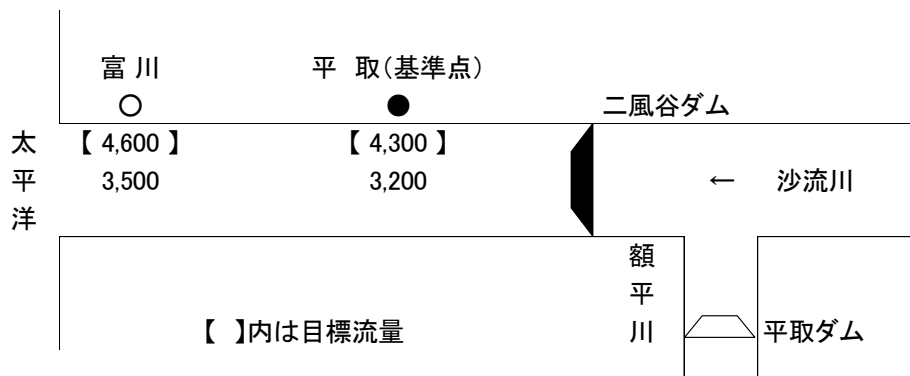 富川
平 取(基準点)
二風谷ダム
太平洋
【 4,600 】
【 4,300 】
3,500
3,200
← 沙流川
額平川
【 】内は目標流量
平取ダム